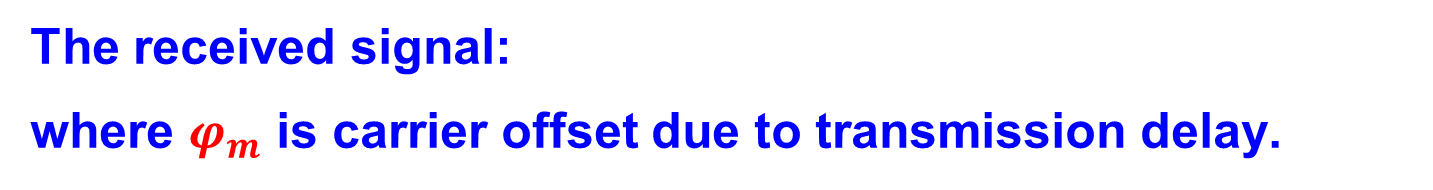 The received signal:
where φₘ is carrier offset due to transmission delay.